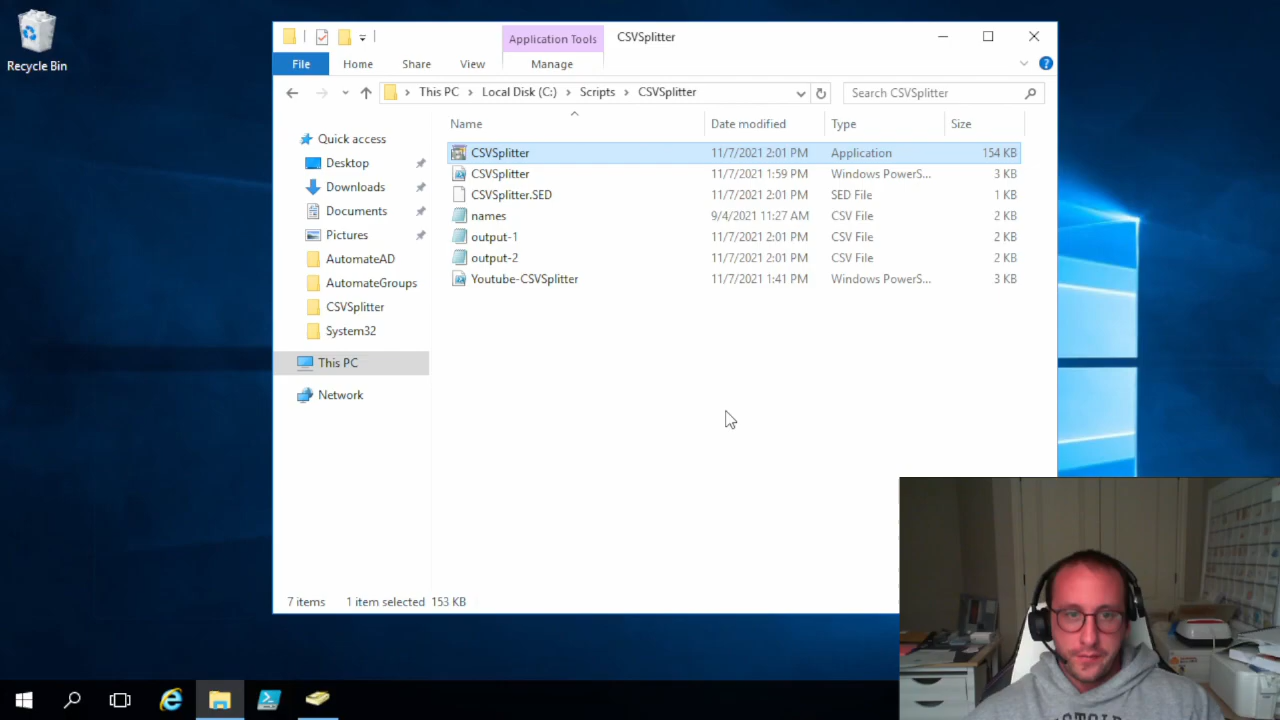 Recycle Bin
Application Tools
CSVSplitter
File
Home
Share
View
Manage
This PC
Local Disk (C:)
Scripts
CSVSplitter
Search CSVSplitter
Name
Date modified
Type
Size
Quick access
Desktop
Downloads
Documents
Pictures
AutomateAD
AutomateGroups
CSVSplitter
System32
This PC
Network
CSVSplitter 11/7/2021 2:01 PM Application 154 KB
CSVSplitter 11/7/2021 1:59 PM Windows PowerS... 3 KB
CSVSplitter.SED 11/7/2021 2:01 PM SED File 1 KB
names 9/4/2021 11:27 AM CSV File 2 KB
output-1 11/7/2021 2:01 PM CSV File 2 KB
output-2 11/7/2021 2:01 PM CSV File 2 KB
Youtube-CSVSplitter 11/7/2021 1:41 PM Windows PowerS... 3 KB
7 items 1 item selected 153 KB